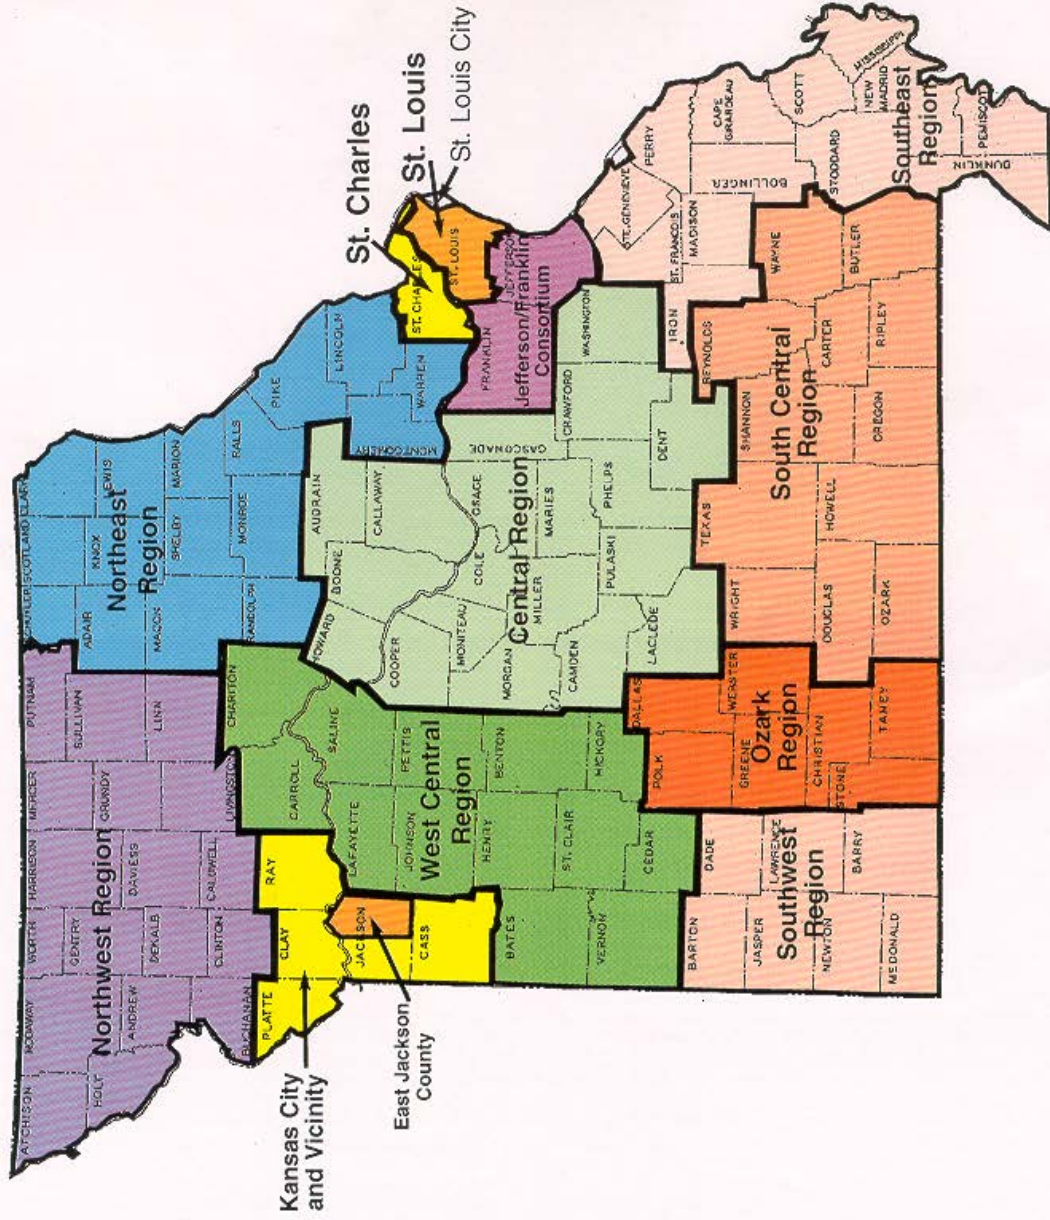 ATCHISON
NODAWAY
WORTH
HARRISON
MERCER
PUTNAM
HOLT
GENTRY
SULLIVAN
Northwest Region
ANDREW
DEKALB
DAVIESS
GRUNDY
LINN
BUCHANAN
CLINTON
CALDWELL
LIVINGSTON
SCHUYLER
SCOTLAND
CLARK
ADAIR
KNOX
LEWIS
Northeast
Region
MACON
SHELBY
MARION
RANDOLPH
MONROE
RALLS
PIKE
LINCOLN
MONTGOMERY
WARREN
Kansas City
and Vicinity
PLATTE
CLAY
RAY
JACKSON
CASS
East Jackson
County
CHARITON
CARROLL
SALINE
LAFAYETTE
JOHNSON
PETTIS
West Central
Region
HENRY
BENTON
BATES
ST. CLAIR
HICKORY
VERNON
CEDAR
HOWARD
BOONE
AUDRAIN
CALLAWAY
COOPER
MONITEAU
COLE
OSAGE
GASCONADE
Central Region
MORGAN
MILLER
MARIES
CAMDEN
PULASKI
PHELPS
CRAWFORD
WASHINGTON
LACLEDE
DENT
St. Charles
St. Louis
St. Louis City
ST. CHARLES
ST. LOUIS
FRANKLIN
JEFFERSON
Jefferson/Franklin
Consortium
BARTON
DADE
JASPER
LAWRENCE
Southwest
Region
NEWTON
BARRY
MCDONALD
DALLAS
POLK
WEBSTER
GREENE
Ozark
Region
CHRISTIAN
STONE
TANEY
WRIGHT
TEXAS
SHANNON
REYNOLDS
WAYNE
South Central
Region
DOUGLAS
HOWELL
CARTER
BUTLER
OZARK
OREGON
RIPLEY
STE. GENEVIEVE
PERRY
ST. FRANCOIS
IRON
MADISON
CAPE
GIRARDEAU
BOLLINGER
SCOTT
STODDARD
MISSISSIPPI
NEW
MADRID
Southeast
Region
PEMISCOT
DUNKLIN